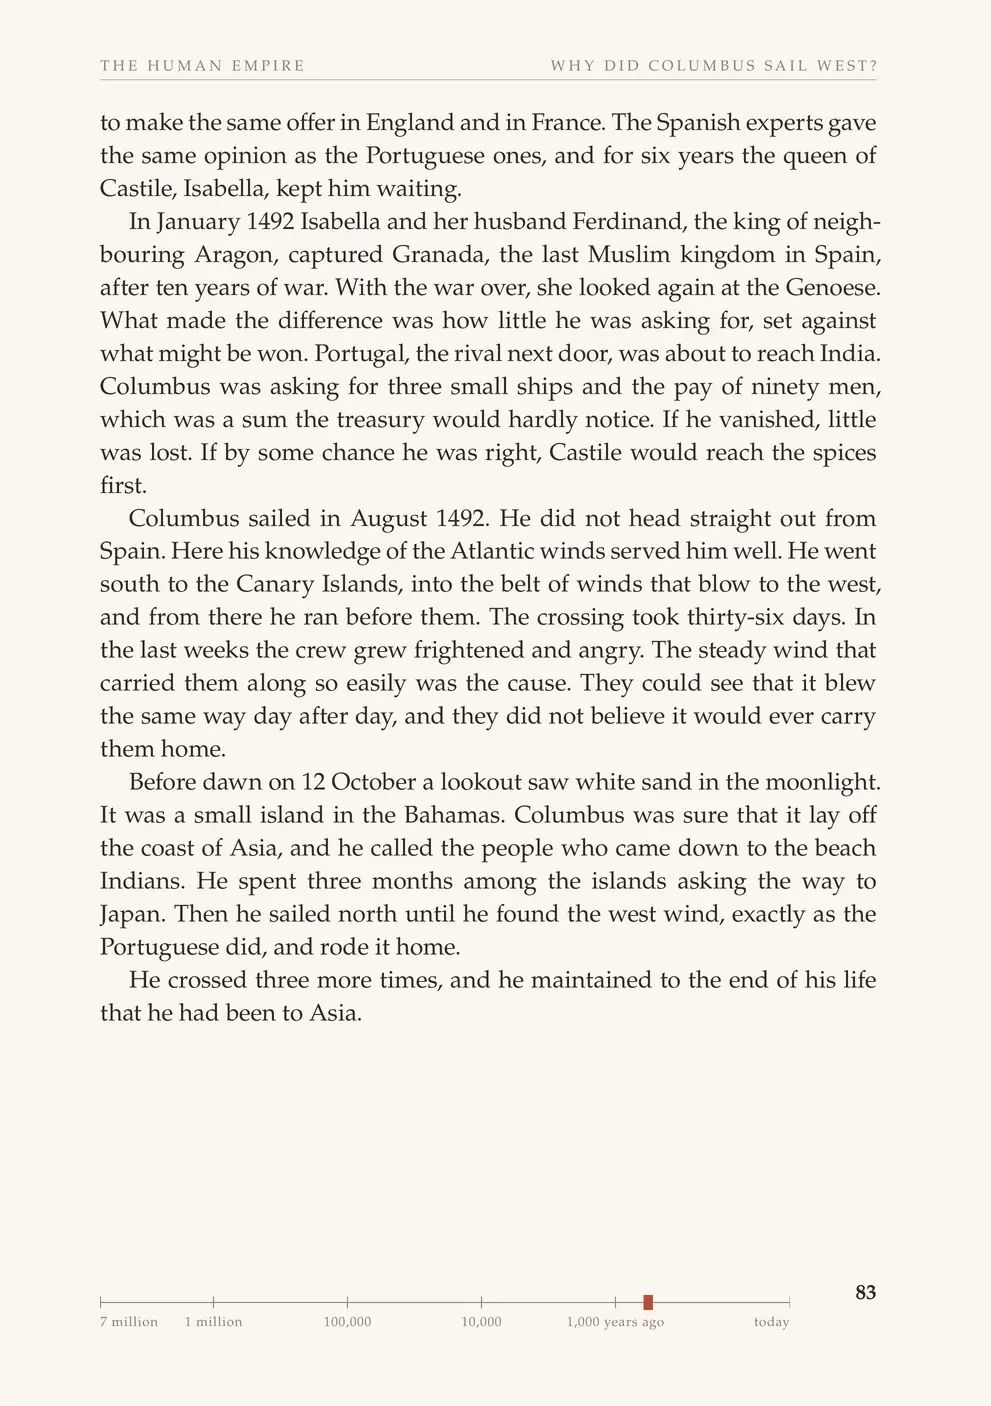 THE HUMAN EMPIRE
WHY DID COLUMBUS SAIL WEST?
to make the same offer in England and in France. The Spanish experts gave
the same opinion as the Portuguese ones, and for six years the queen of
Castile, Isabella, kept him waiting.
In January 1492 Isabella and her husband Ferdinand, the king of neigh-
bouring Aragon, captured Granada, the last Muslim kingdom in Spain,
after ten years of war. With the war over, she looked again at the Genoese.
What made the difference was how little he was asking for, set against
what might be won. Portugal, the rival next door, was about to reach India.
Columbus was asking for three small ships and the pay of ninety men,
which was a sum the treasury would hardly notice. If he vanished, little
was lost. If by some chance he was right, Castile would reach the spices
first.
Columbus sailed in August 1492. He did not head straight out from
Spain. Here his knowledge of the Atlantic winds served him well. He went
south to the Canary Islands, into the belt of winds that blow to the west,
and from there he ran before them. The crossing took thirty-six days. In
the last weeks the crew grew frightened and angry. The steady wind that
carried them along so easily was the cause. They could see that it blew
the same way day after day, and they did not believe it would ever carry
them home.
Before dawn on 12 October a lookout saw white sand in the moonlight.
It was a small island in the Bahamas. Columbus was sure that it lay off
the coast of Asia, and he called the people who came down to the beach
Indians. He spent three months among the islands asking the way to
Japan. Then he sailed north until he found the west wind, exactly as the
Portuguese did, and rode it home.
He crossed three more times, and he maintained to the end of his life
that he had been to Asia.
83
7 million 1 million 100,000 10,000 1,000 years ago today